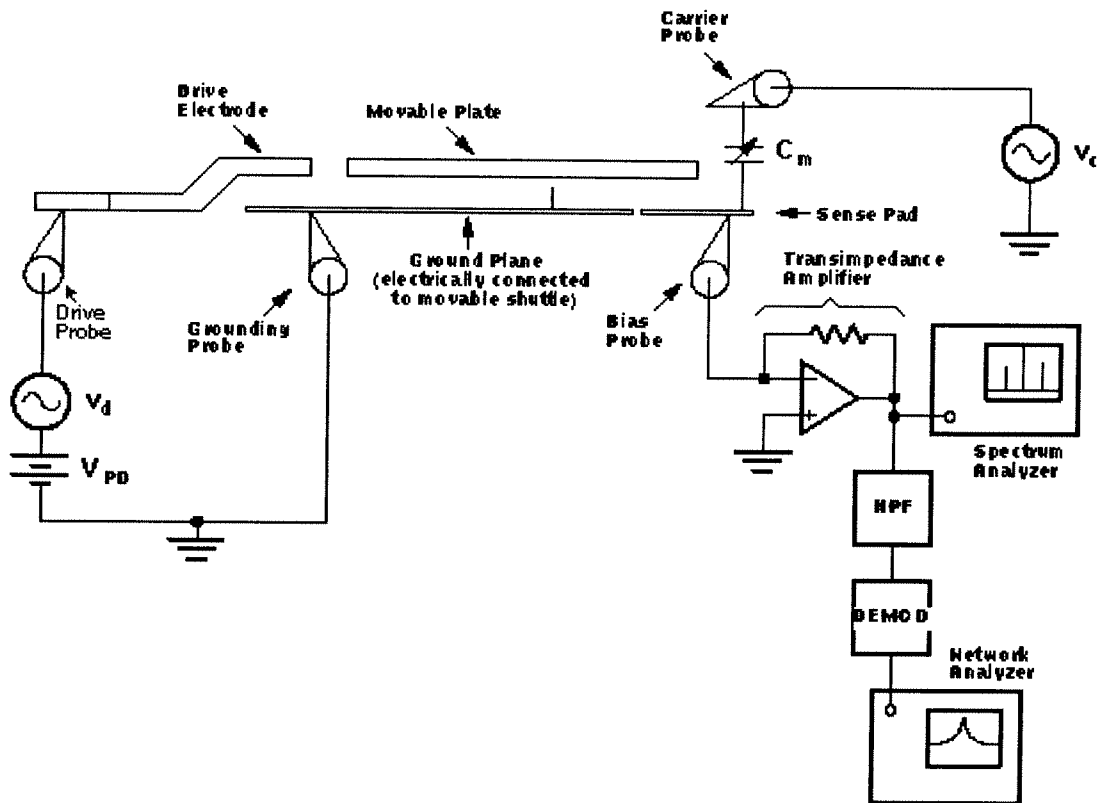 Carrier
Probe
Drive
Electrode
Movable Plate
C m
V c
Sense Pad
Ground Plane
(electrically connected
to movable shuttle)
Transimpedance
Amplifier
Drive
Probe
Grounding
Probe
Bias
Probe
V d
V PD
−
+
Spectrum
Analyzer
HPF
DEMOD
Network
Analyzer